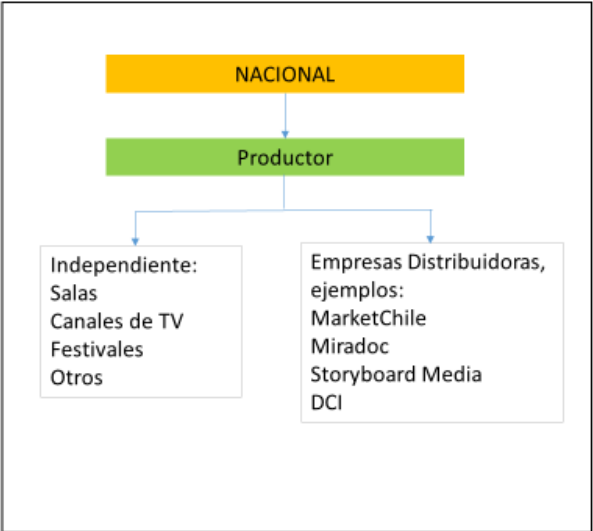 NACIONAL
Productor
Independiente:
Salas
Canales de TV
Festivales
Otros
Empresas Distribuidoras,
ejemplos:
MarketChile
Miradoc
Storyboard Media
DCI